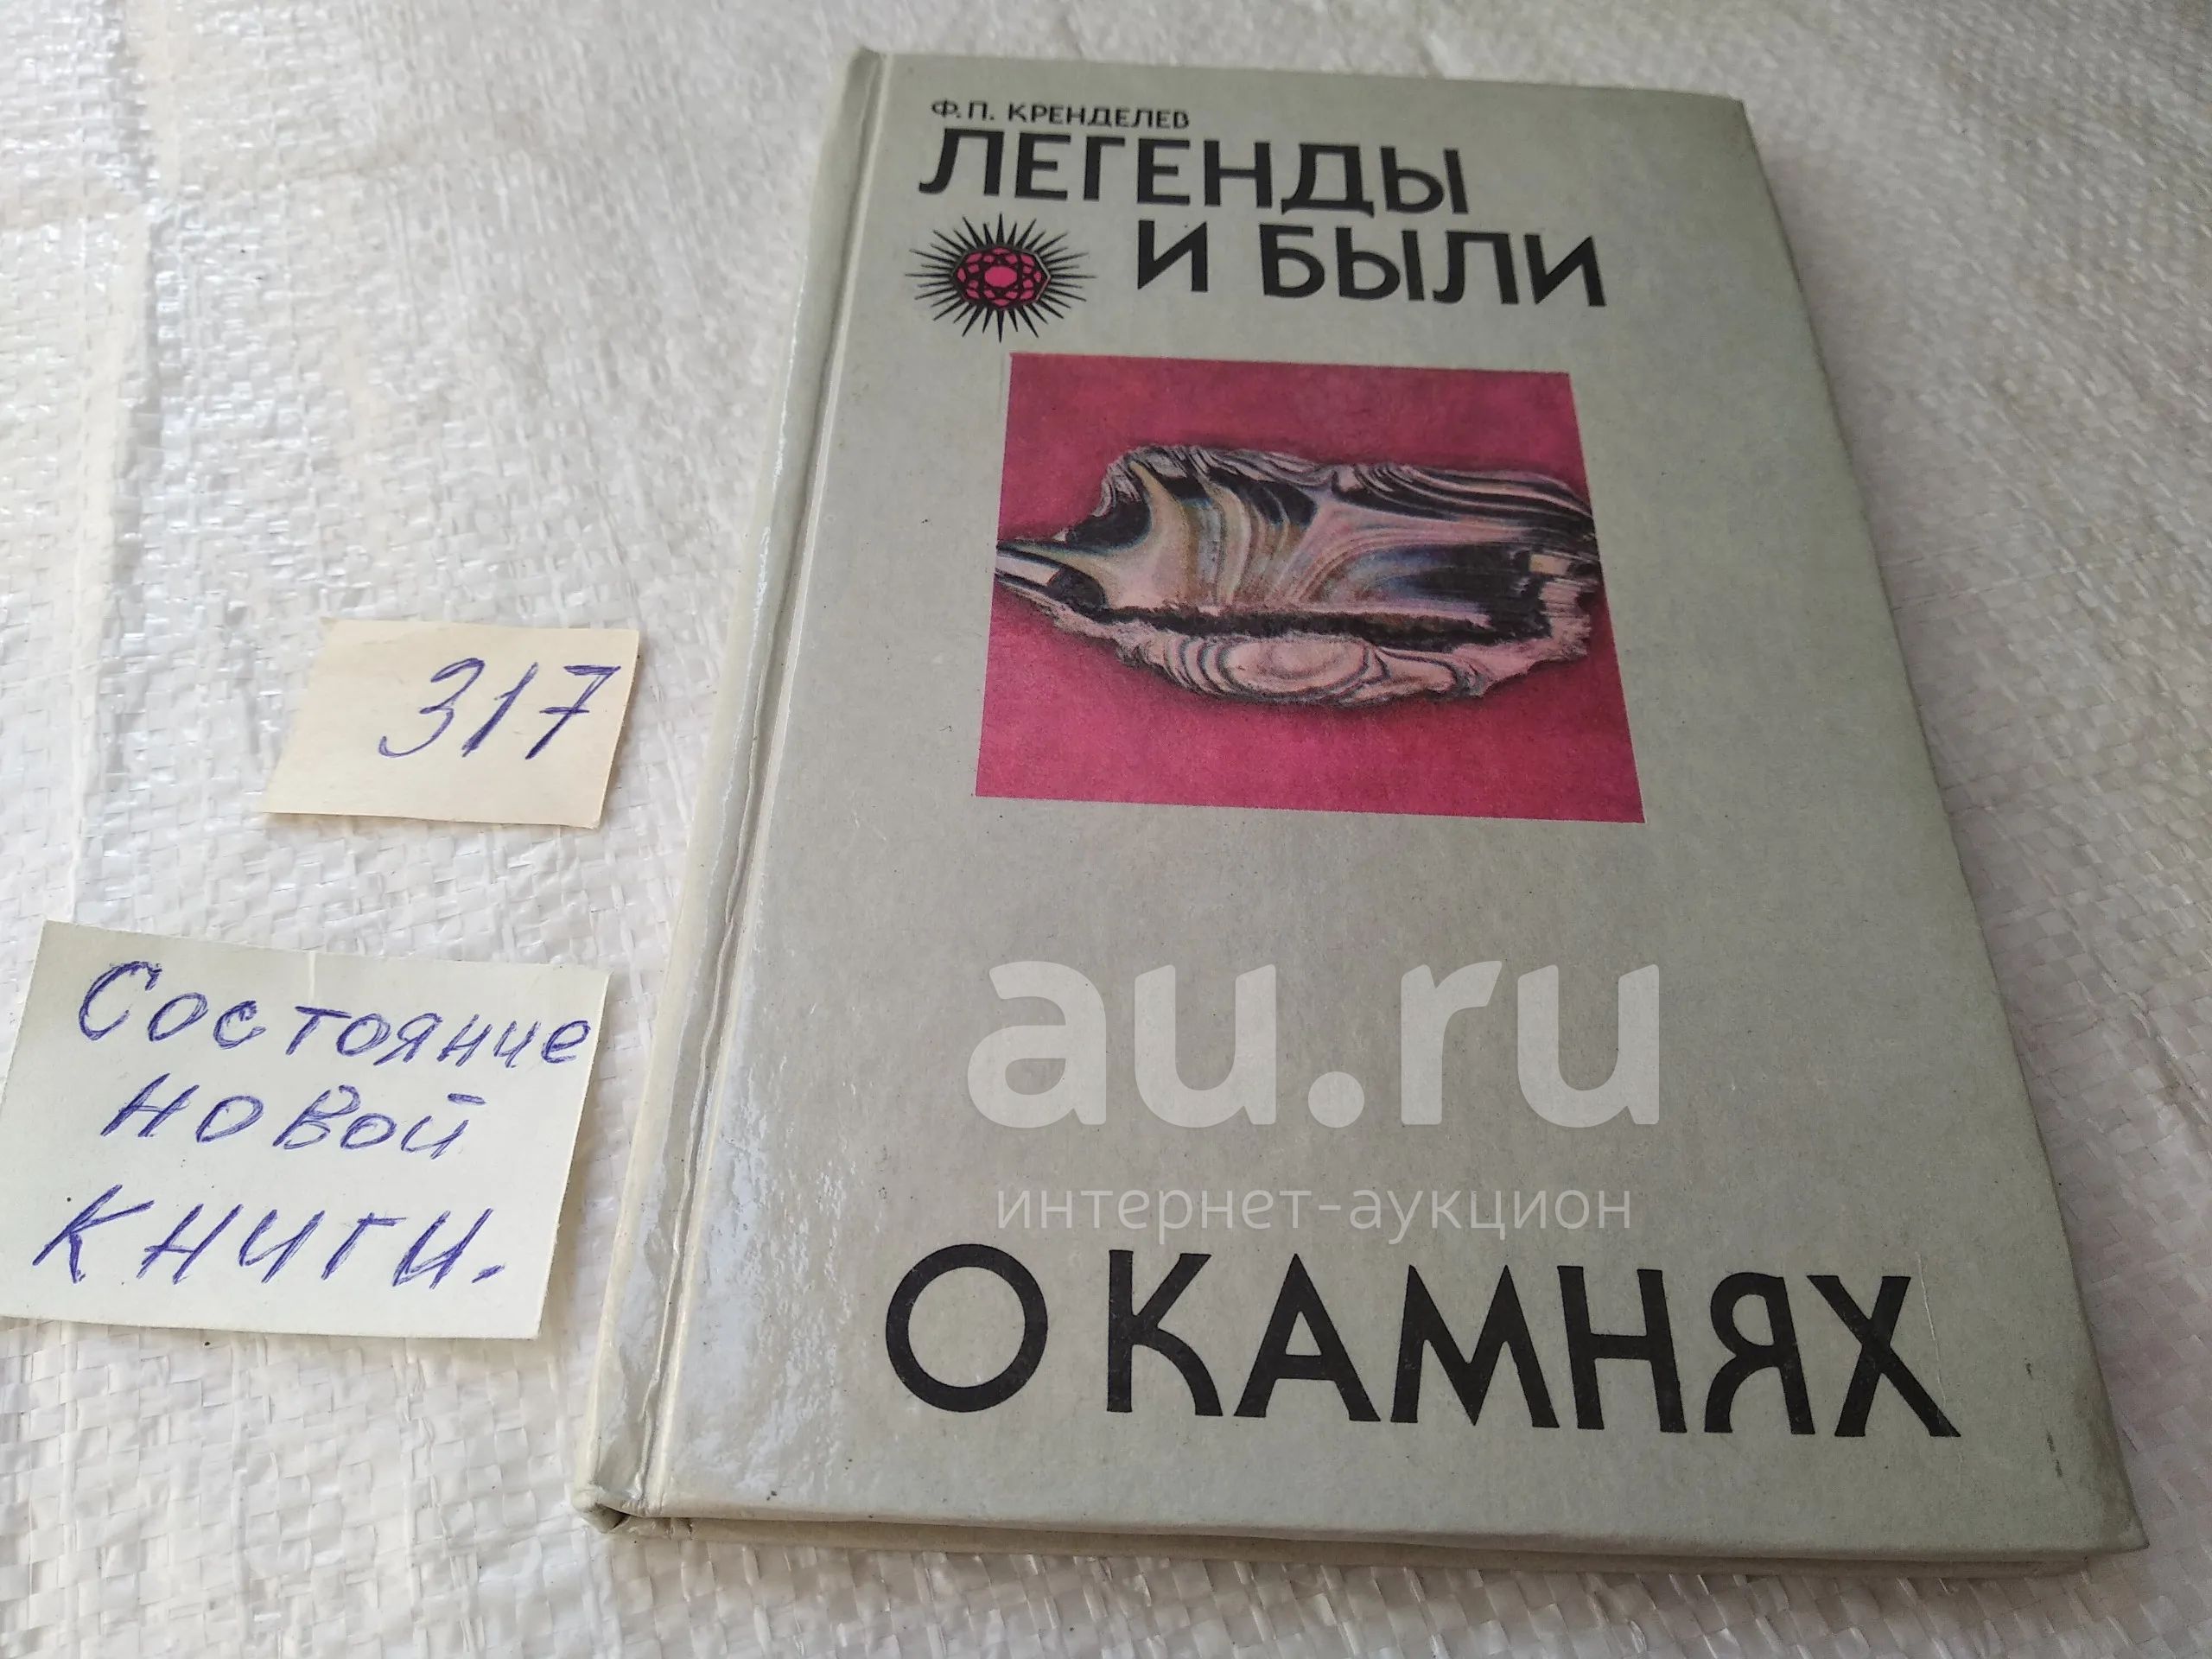 Ф.П. КРЕНДЕЛЕВ
ЛЕГЕНДЫ
И БЫЛИ
317
Состояние
новой
книги.
au.ru
интернет-аукцион
О КАМНЯХ